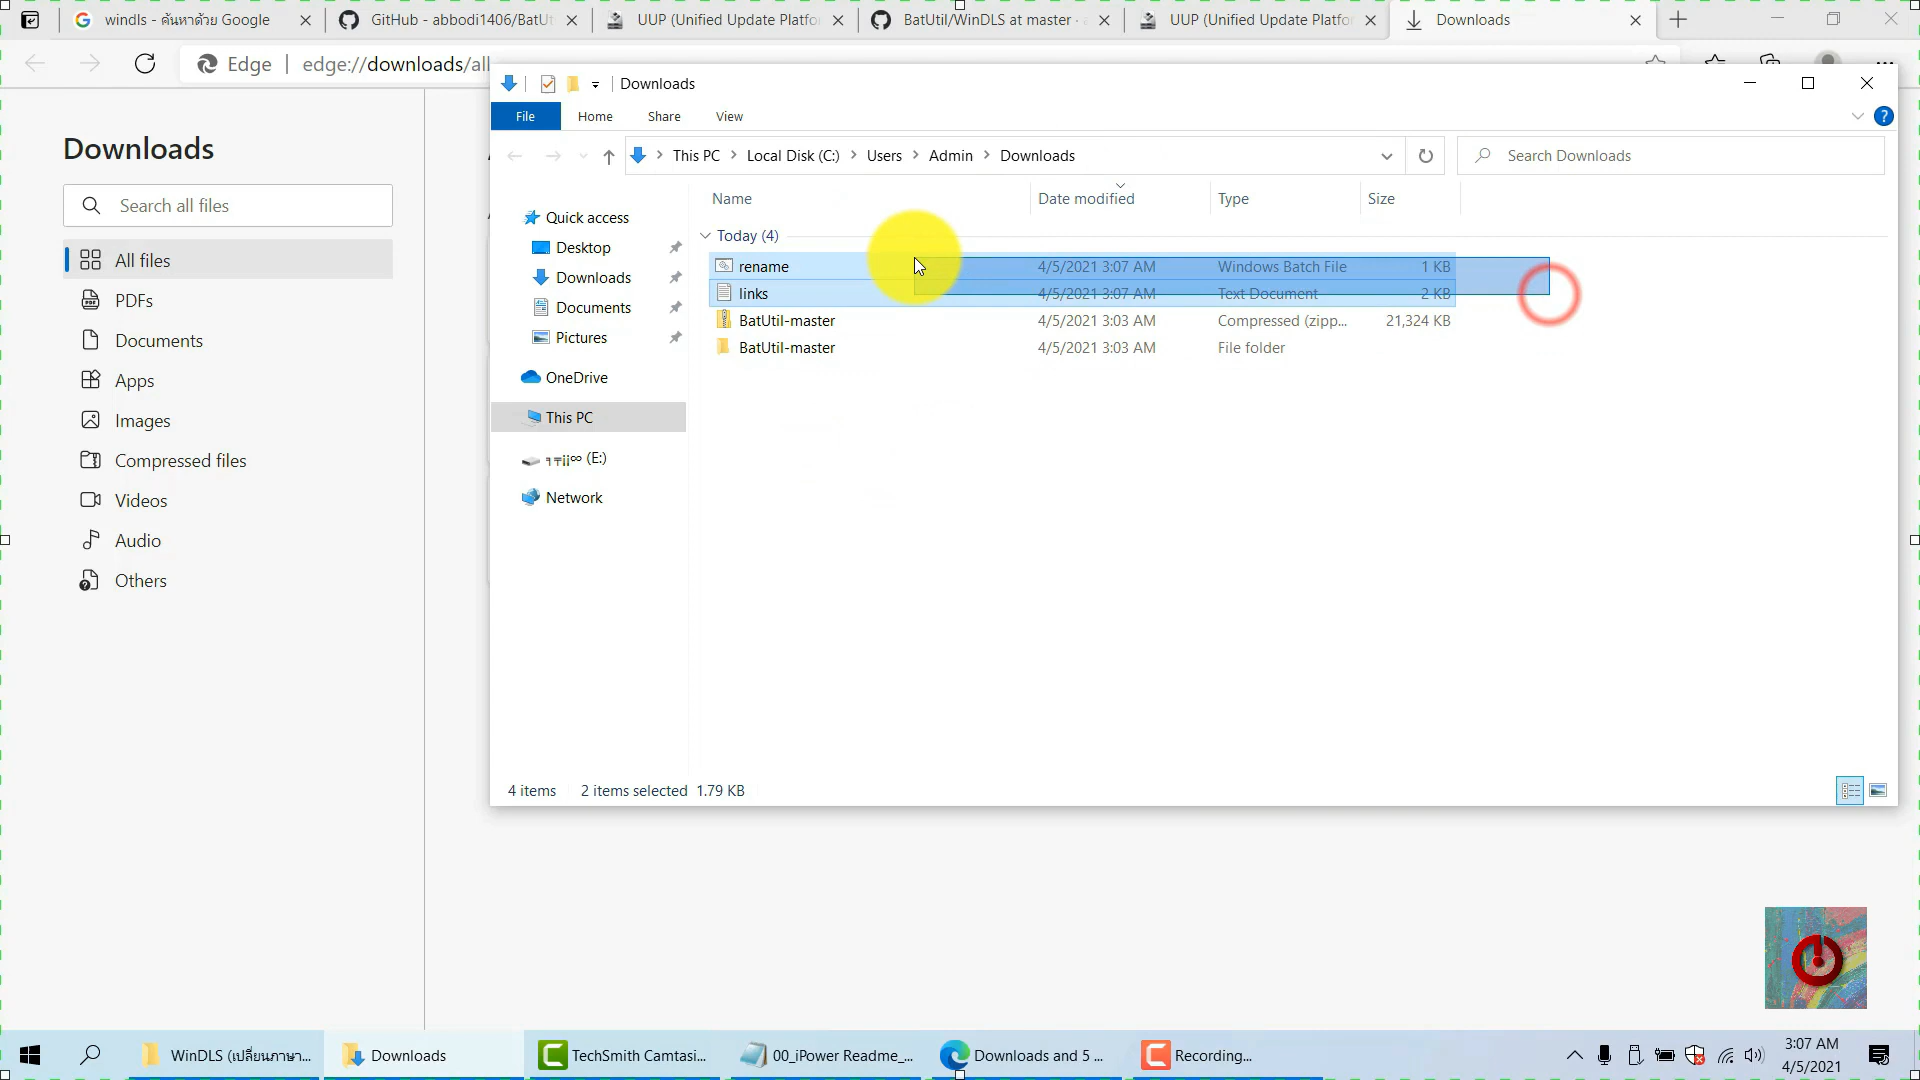 windls - ค้นหาด้วย Google
GitHub - abbodi1406/BatUt
UUP (Unified Update Platfor
BatUtil/WinDLS at master ·
UUP (Unified Update Platfor
Downloads
Edge
edge://downloads/all
Downloads
Search all files
All files
PDFs
Documents
Apps
Images
Compressed files
Videos
Audio
Others
Downloads
File
Home
Share
View
This PC
Local Disk (C:)
Users
Admin
Downloads
Search Downloads
Name
Date modified
Type
Size
Quick access
Desktop
Downloads
Documents
Pictures
OneDrive
This PC
(E:)
Network
Today (4)
rename 4/5/2021 3:07 AM Windows Batch File 1 KB
links 4/5/2021 3:07 AM Text Document 2 KB
BatUtil-master 4/5/2021 3:03 AM Compressed (zipp... 21,324 KB
BatUtil-master 4/5/2021 3:03 AM File folder
4 items 2 items selected 1.79 KB
WinDLS (เปลี่ยนภาษา...
Downloads
TechSmith Camtasi...
00_iPower Readme_...
Downloads and 5 ...
Recording...
3:07 AM
4/5/2021